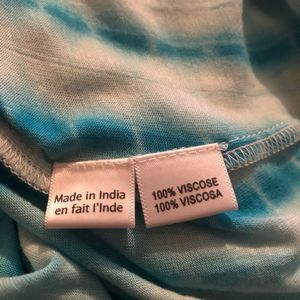 Made in India
en fait l'Inde
100% VISCOSE
100% VISCOSA